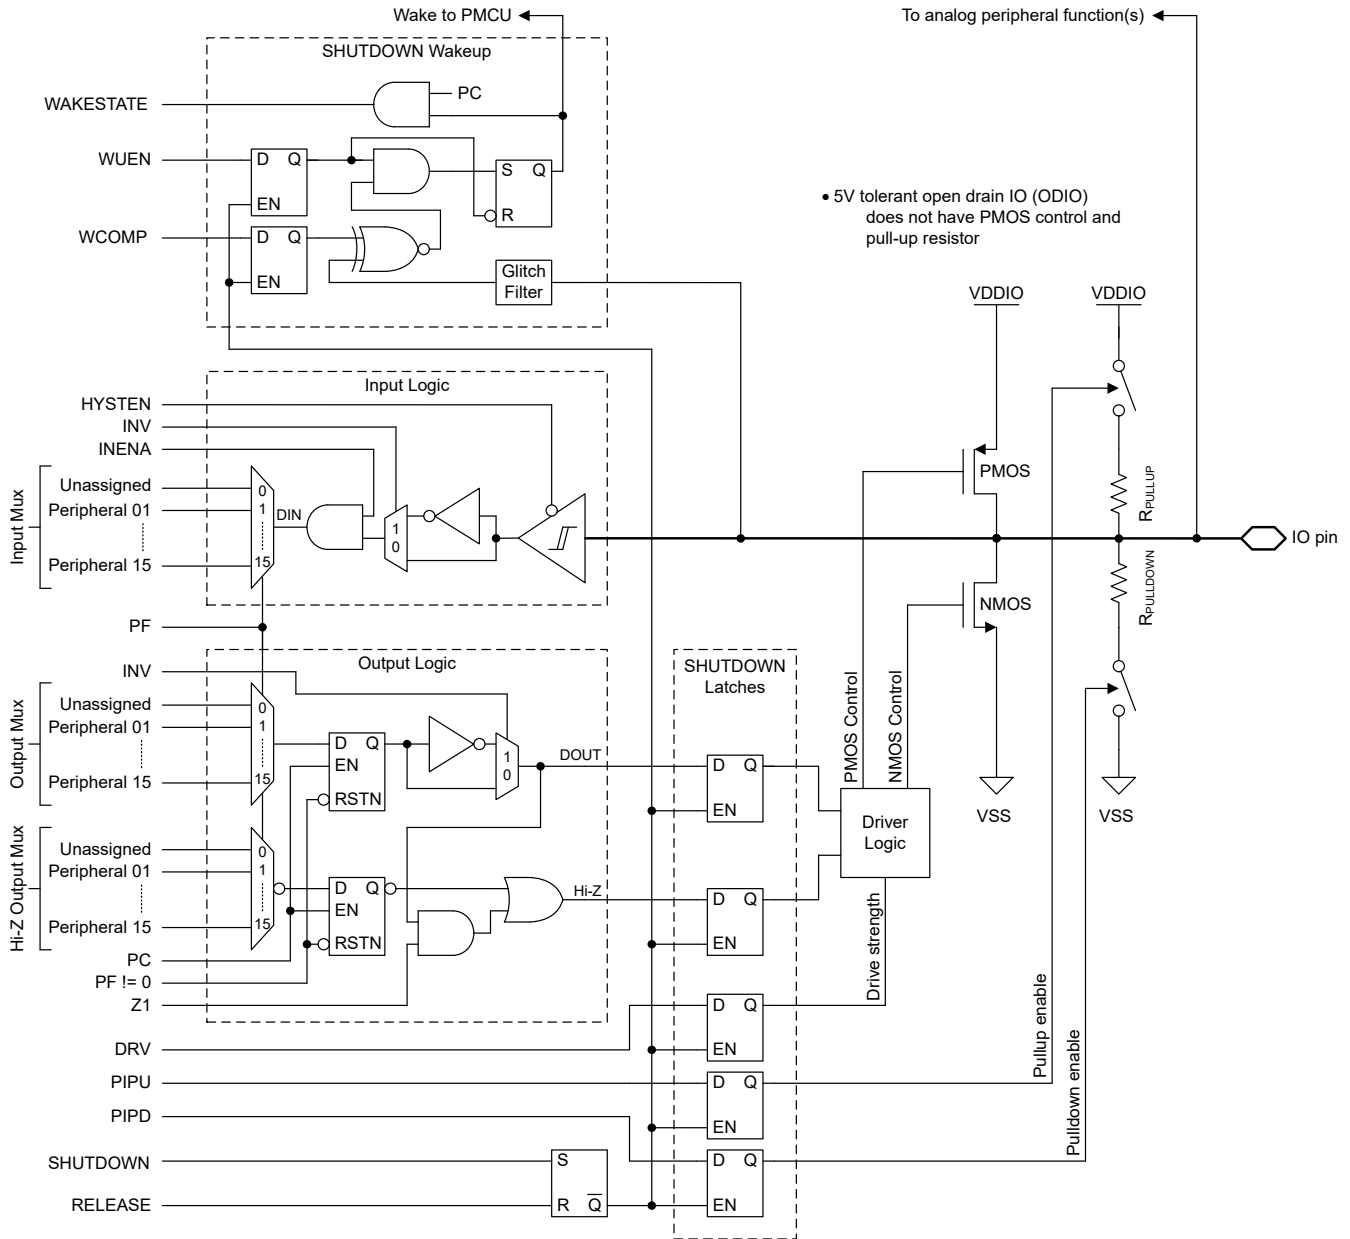 Wake to PMCU
To analog peripheral function(s)
SHUTDOWN Wakeup
WAKESTATE
PC
WUEN
D Q
EN
S Q
R
WCOMP
D Q
EN
Glitch
Filter
• 5V tolerant open drain IO (ODIO)
does not have PMOS control and
pull-up resistor
VDDIO
VDDIO
Input Logic
HYSTEN
INV
INENA
Input Mux
Unassigned
Peripheral 01
Peripheral 15
0
1
15
DIN
1
0
PMOS
RPULLUP
IO pin
NMOS
RPULLDOWN
PF
Output Logic
INV
Output Mux
Unassigned
Peripheral 01
Peripheral 15
0
1
15
D Q
EN
RSTN
1
0
DOUT
SHUTDOWN
Latches
D Q
EN
PMOS Control
NMOS Control
Driver
Logic
VSS
VSS
Hi-Z Output Mux
Unassigned
Peripheral 01
Peripheral 15
0
1
15
D Q
EN
RSTN
Hi-Z
D Q
EN
Drive strength
PC
PF != 0
Z1
DRV
D Q
EN
PIPU
D Q
EN
Pullup enable
PIPD
D Q
EN
Pulldown enable
SHUTDOWN
RELEASE
S
R Q̅